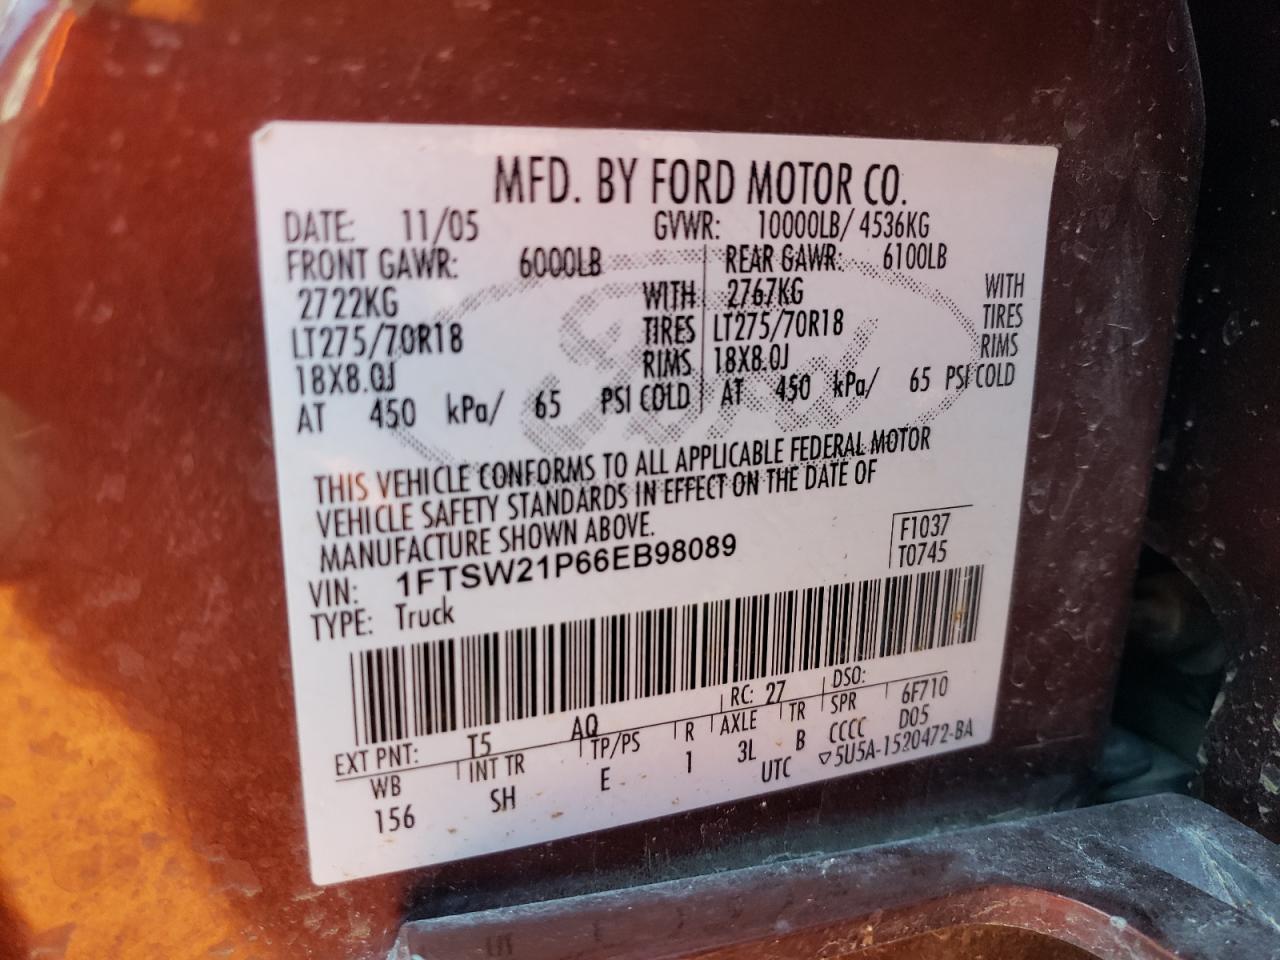 MFD. BY FORD MOTOR CO.
DATE: 11/05 GVWR: 10000LB/ 4536KG
FRONT GAWR: 6000LB REAR GAWR: 6100LB
2722KG WITH 2767KG WITH
LT275/70R18 TIRES LT275/70R18 TIRES
18X8.0J RIMS 18X8.0J RIMS
AT 450 kPa/ 65 PSI COLD AT 450 kPa/ 65 PSI COLD
THIS VEHICLE CONFORMS TO ALL APPLICABLE FEDERAL MOTOR
VEHICLE SAFETY STANDARDS IN EFFECT ON THE DATE OF
MANUFACTURE SHOWN ABOVE.
VIN: 1FTSW21P66EB98089 F1037
TYPE: Truck T0745
RC: 27 DSO:
EXT PNT: T5 AQ 6F710
WB INT TR TP/PS R AXLE TR SPR D05
156 SH E 1 3L B CCCC
UTC ▽5U5A-1520472-BA